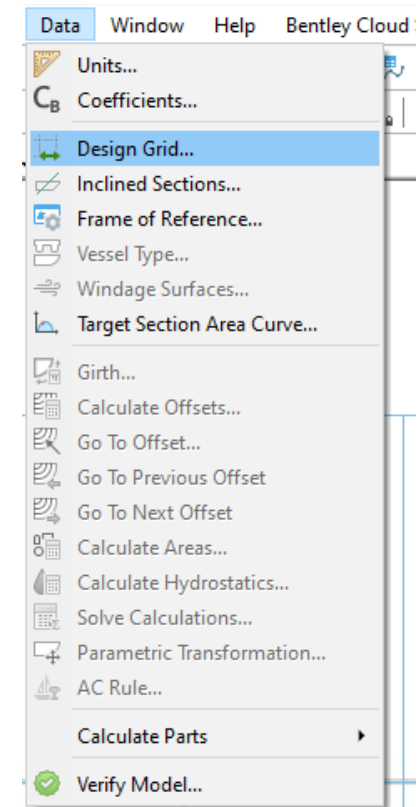 Data Window Help Bentley Cloud
Units...
CB Coefficients...
Design Grid...
Inclined Sections...
Frame of Reference...
Vessel Type...
Windage Surfaces...
Target Section Area Curve...
Girth...
Calculate Offsets...
Go To Offset...
Go To Previous Offset
Go To Next Offset
Calculate Areas...
Calculate Hydrostatics...
Solve Calculations...
Parametric Transformation...
AC Rule...
Calculate Parts
Verify Model...